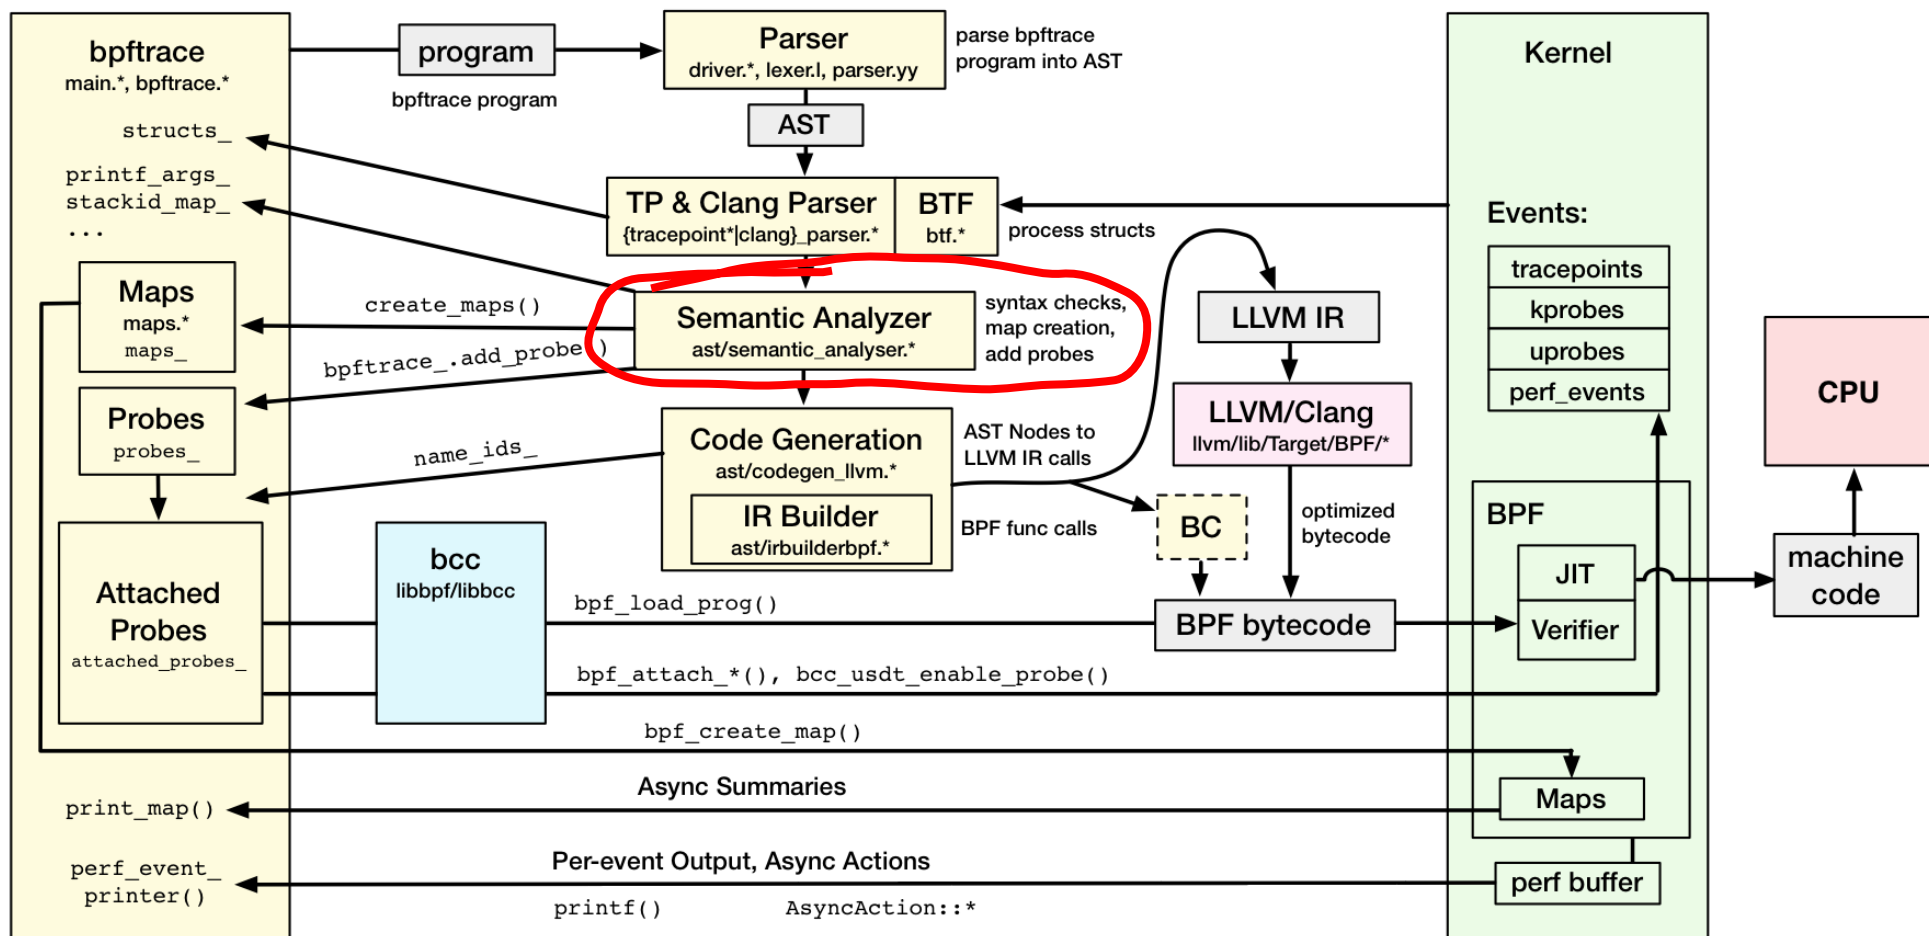 bpftrace
main.*, bpftrace.*
program
bpftrace program
Parser
driver.*, lexer.l, parser.yy
parse bpftrace
program into AST
AST
structs_
printf_args_
stackid_map_
...
TP & Clang Parser
{tracepoint*|clang}_parser.*
BTF
btf.*
process structs
Maps
maps.*
maps_
create_maps()
Semantic Analyzer
ast/semantic_analyser.*
syntax checks,
map creation,
add probes
bpftrace_.add_probe()
Probes
probes_
name_ids_
Code Generation
ast/codegen_llvm.*
IR Builder
ast/irbuilderbpf.*
AST Nodes to
LLVM IR calls
BPF func calls
LLVM IR
LLVM/Clang
llvm/lib/Target/BPF/*
BC
optimized
bytecode
BPF bytecode
Attached
Probes
attached_probes_
bcc
libbpf/libbcc
bpf_load_prog()
bpf_attach_*(), bcc_usdt_enable_probe()
bpf_create_map()
Async Summaries
print_map()
Per-event Output, Async Actions
perf_event_
printer()
printf()
AsyncAction::*
Kernel
Events:
tracepoints
kprobes
uprobes
perf_events
BPF
JIT
Verifier
Maps
perf buffer
CPU
machine
code